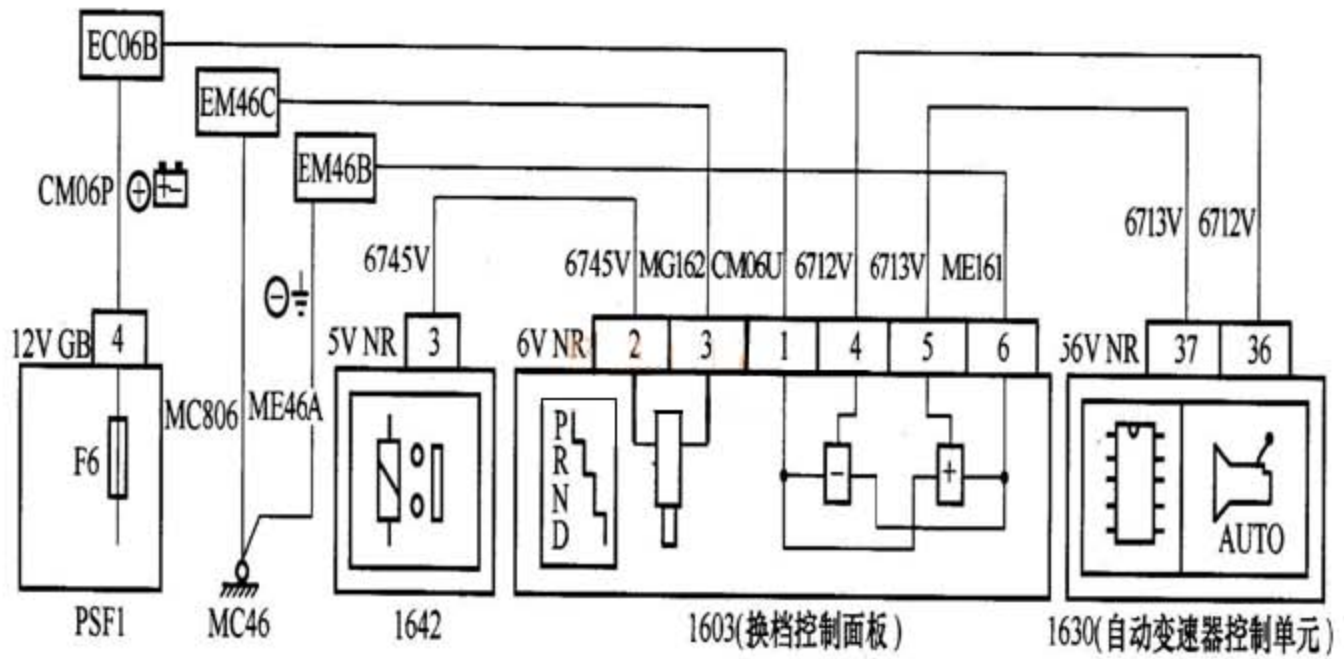 EC06B
EM46C
EM46B
CM06P
6713V 6712V
6745V 6745V MG162 CM06U 6712V 6713V ME161
12V GB 4
5V NR 3
6V NR 2 3 1 4 5 6
56V NR 37 36
MC806 ME46A
F6
P
R
N
D
- +
AUTO
PSF1 MC46 1642 1603(换档控制面板) 1630(自动变速器控制单元)